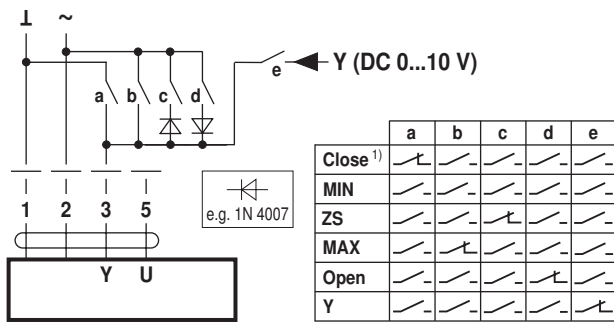 ⊥ ~
e Y (DC 0...10 V)
a b c d
1 2 3 5
e.g. 1N 4007
Y U
a b c d e
Close 1)
MIN
ZS
MAX
Open
Y